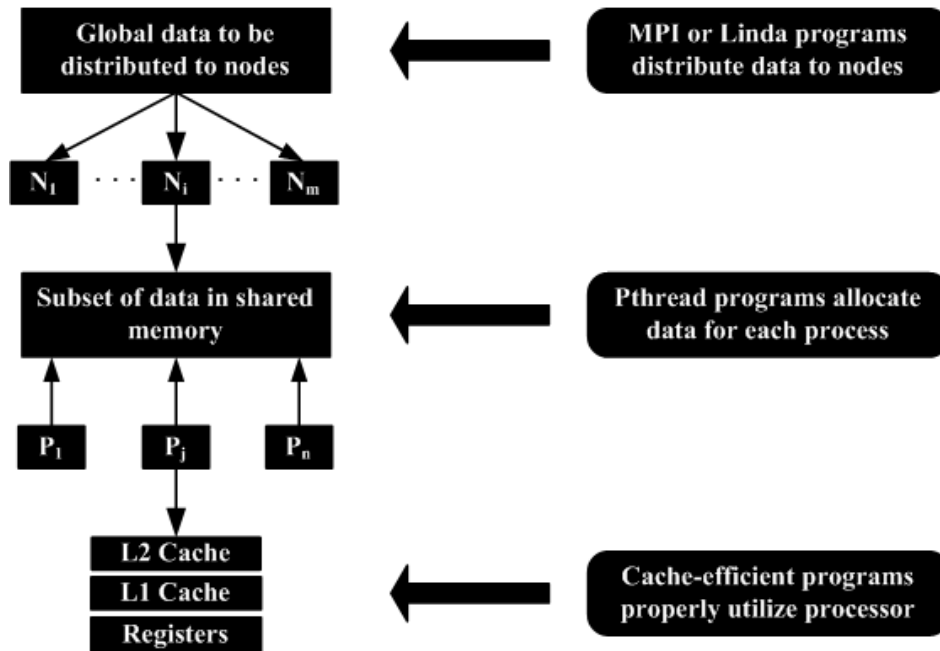 Global data to be
distributed to nodes
MPI or Linda programs
distribute data to nodes
N1 . . . Ni . . . Nm
Subset of data in shared
memory
Pthread programs allocate
data for each process
P1 Pj Pn
L2 Cache
L1 Cache
Registers
Cache-efficient programs
properly utilize processor